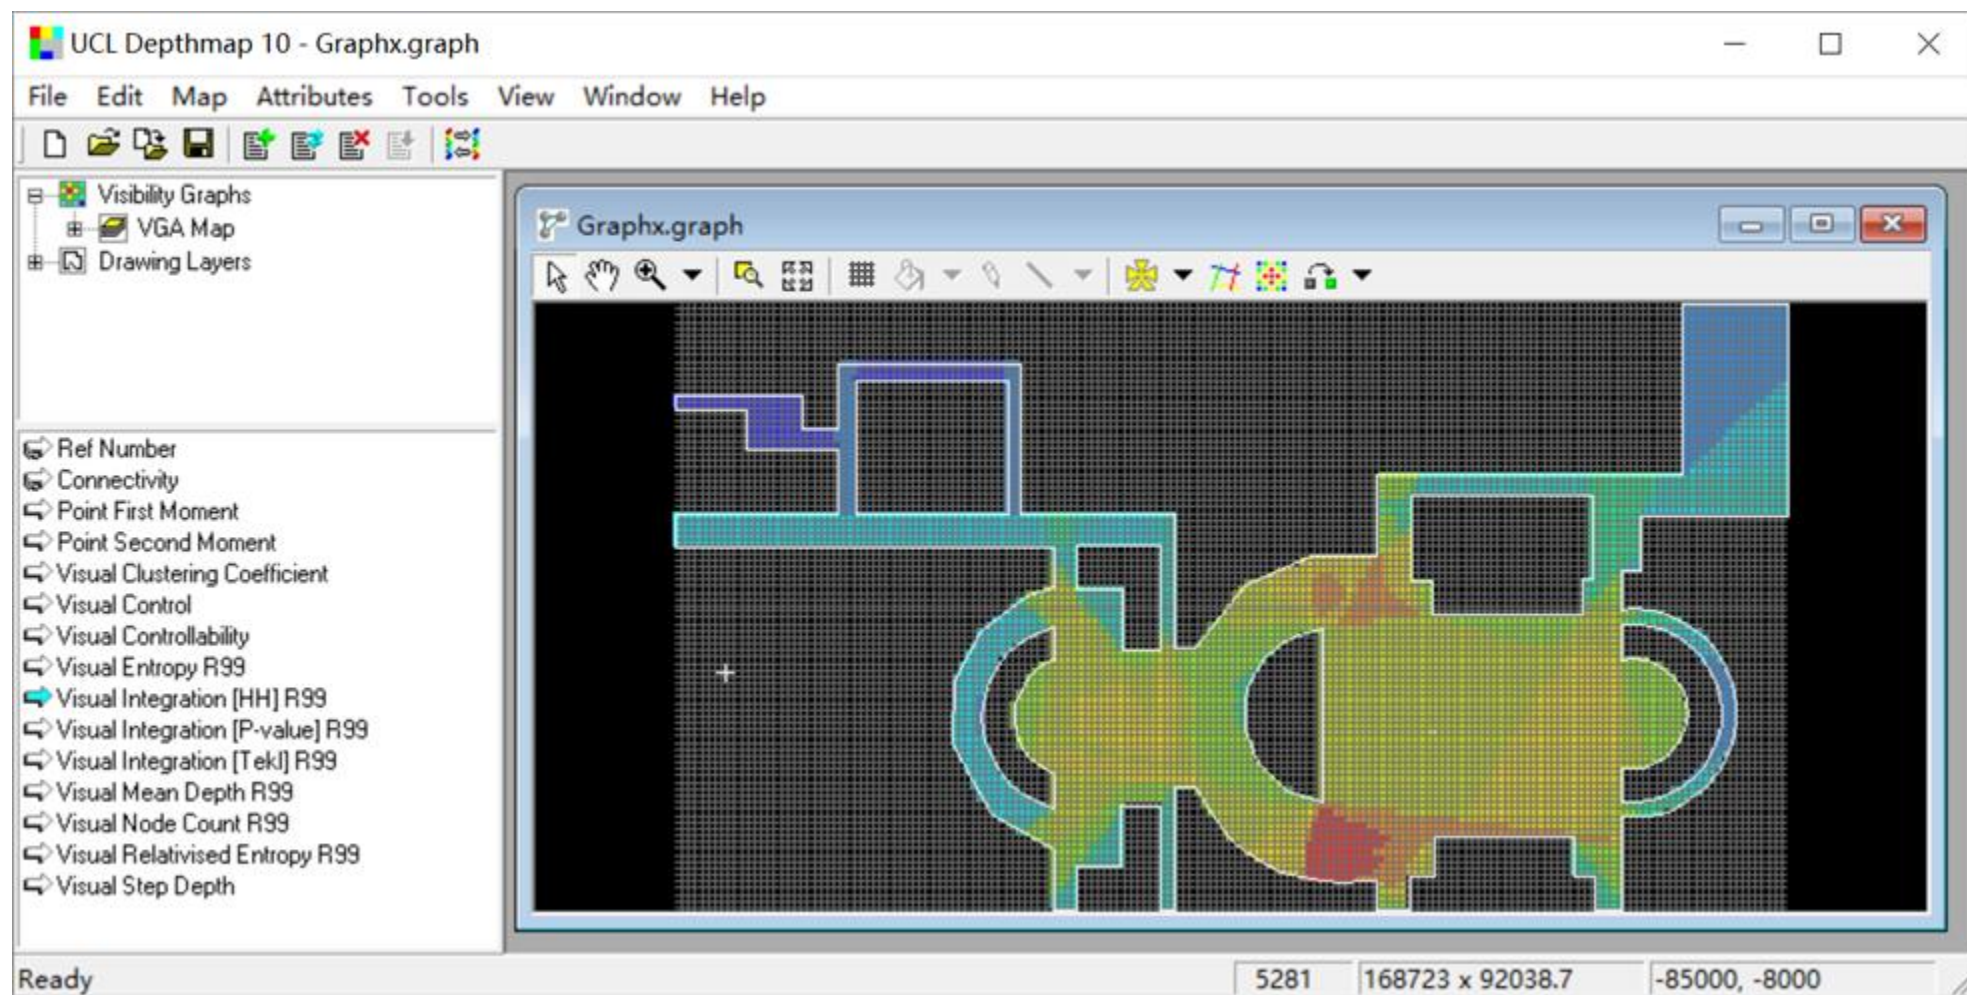 UCL Depthmap 10 - Graphx.graph
File Edit Map Attributes Tools View Window Help
Visibility Graphs
VGA Map
Drawing Layers
Graphx.graph
Ref Number
Connectivity
Point First Moment
Point Second Moment
Visual Clustering Coefficient
Visual Control
Visual Controllability
Visual Entropy R99
Visual Integration [HH] R99
Visual Integration [P-value] R99
Visual Integration [Tekl] R99
Visual Mean Depth R99
Visual Node Count R99
Visual Relativised Entropy R99
Visual Step Depth
Ready 5281 168723 x 92038.7 -85000, -8000